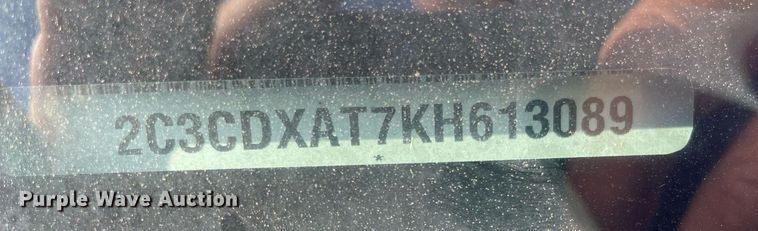 2C3CDXAT7KH613089
*
Purple Wave Auction